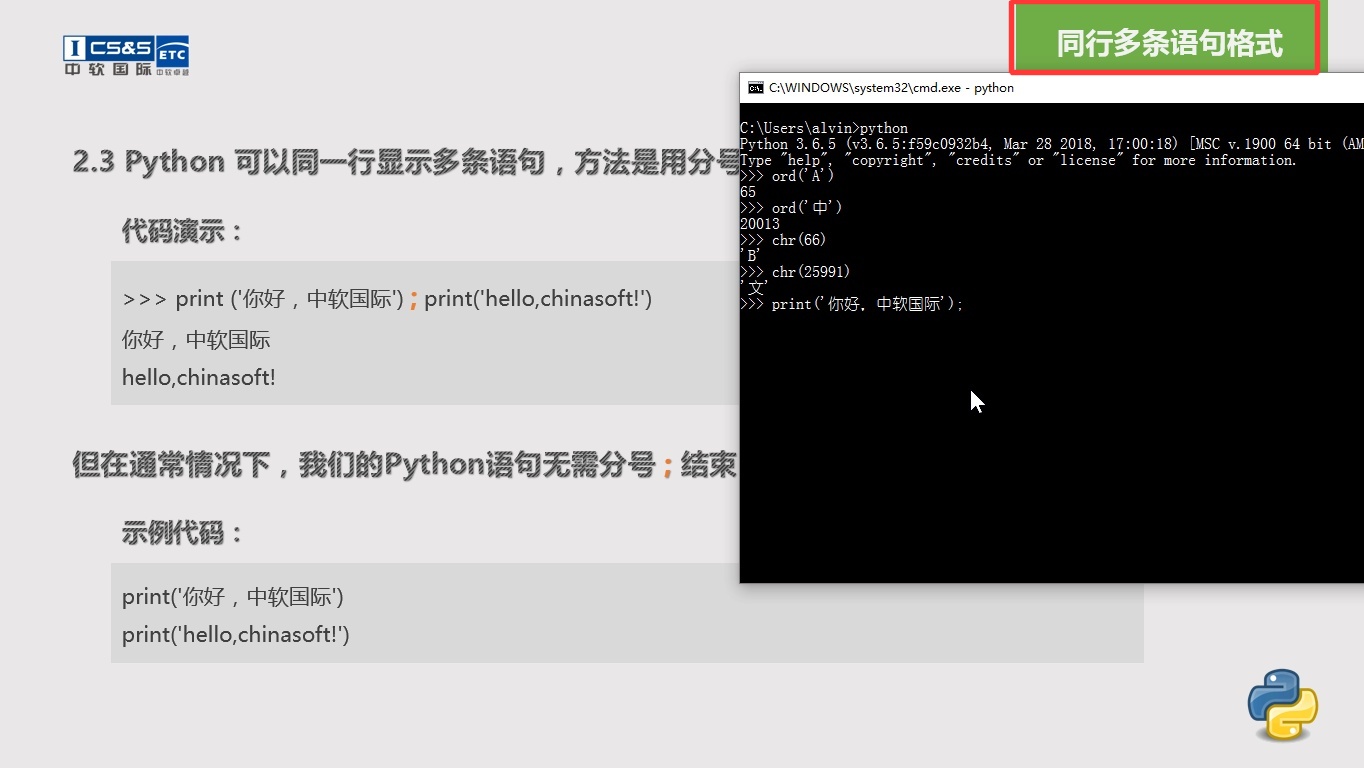 I CS&S ETC
中软国际 中软卓越
同行多条语句格式
2.3 Python 可以同一行显示多条语句，方法是用分号
代码演示：
>>> print ('你好，中软国际') ; print('hello,chinasoft!')
你好，中软国际
hello,chinasoft!
但在通常情况下，我们的Python语句无需分号 ; 结束
示例代码：
print('你好，中软国际')
print('hello,chinasoft!')
C:\WINDOWS\system32\cmd.exe - python
C:\Users\alvin>python
Python 3.6.5 (v3.6.5:f59c0932b4, Mar 28 2018, 17:00:18) [MSC v.1900 64 bit (AM
Type "help", "copyright", "credits" or "license" for more information.
>>> ord('A')
65
>>> ord('中')
20013
>>> chr(66)
'B'
>>> chr(25991)
'文'
>>> print('你好，中软国际');